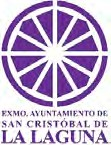 EXMO. AYUNTAMIENTO DE
SAN CRISTÓBAL DE
LA LAGUNA